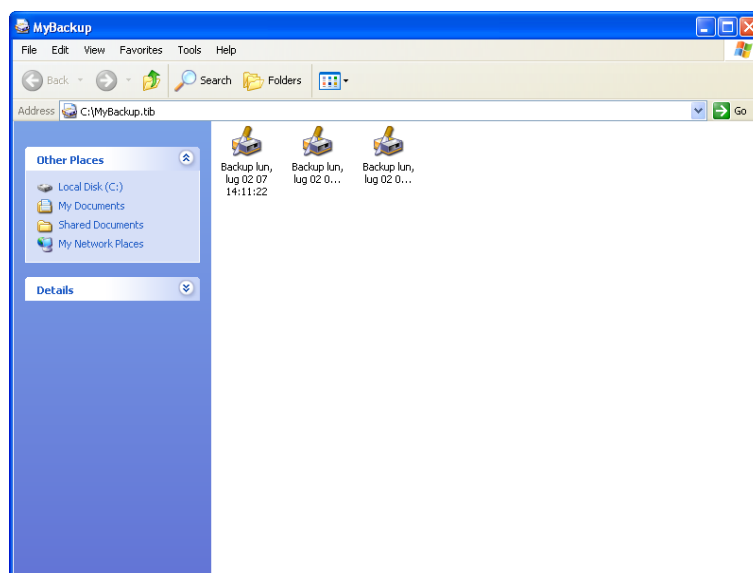 MyBackup
File Edit View Favorites Tools Help
Back Search Folders
Address C:\MyBackup.tib Go
Other Places
Local Disk (C:)
My Documents
Shared Documents
My Network Places
Details
Backup lun,
lug 02 07
14:11:22
Backup lun,
lug 02 0...
Backup lun,
lug 02 0...